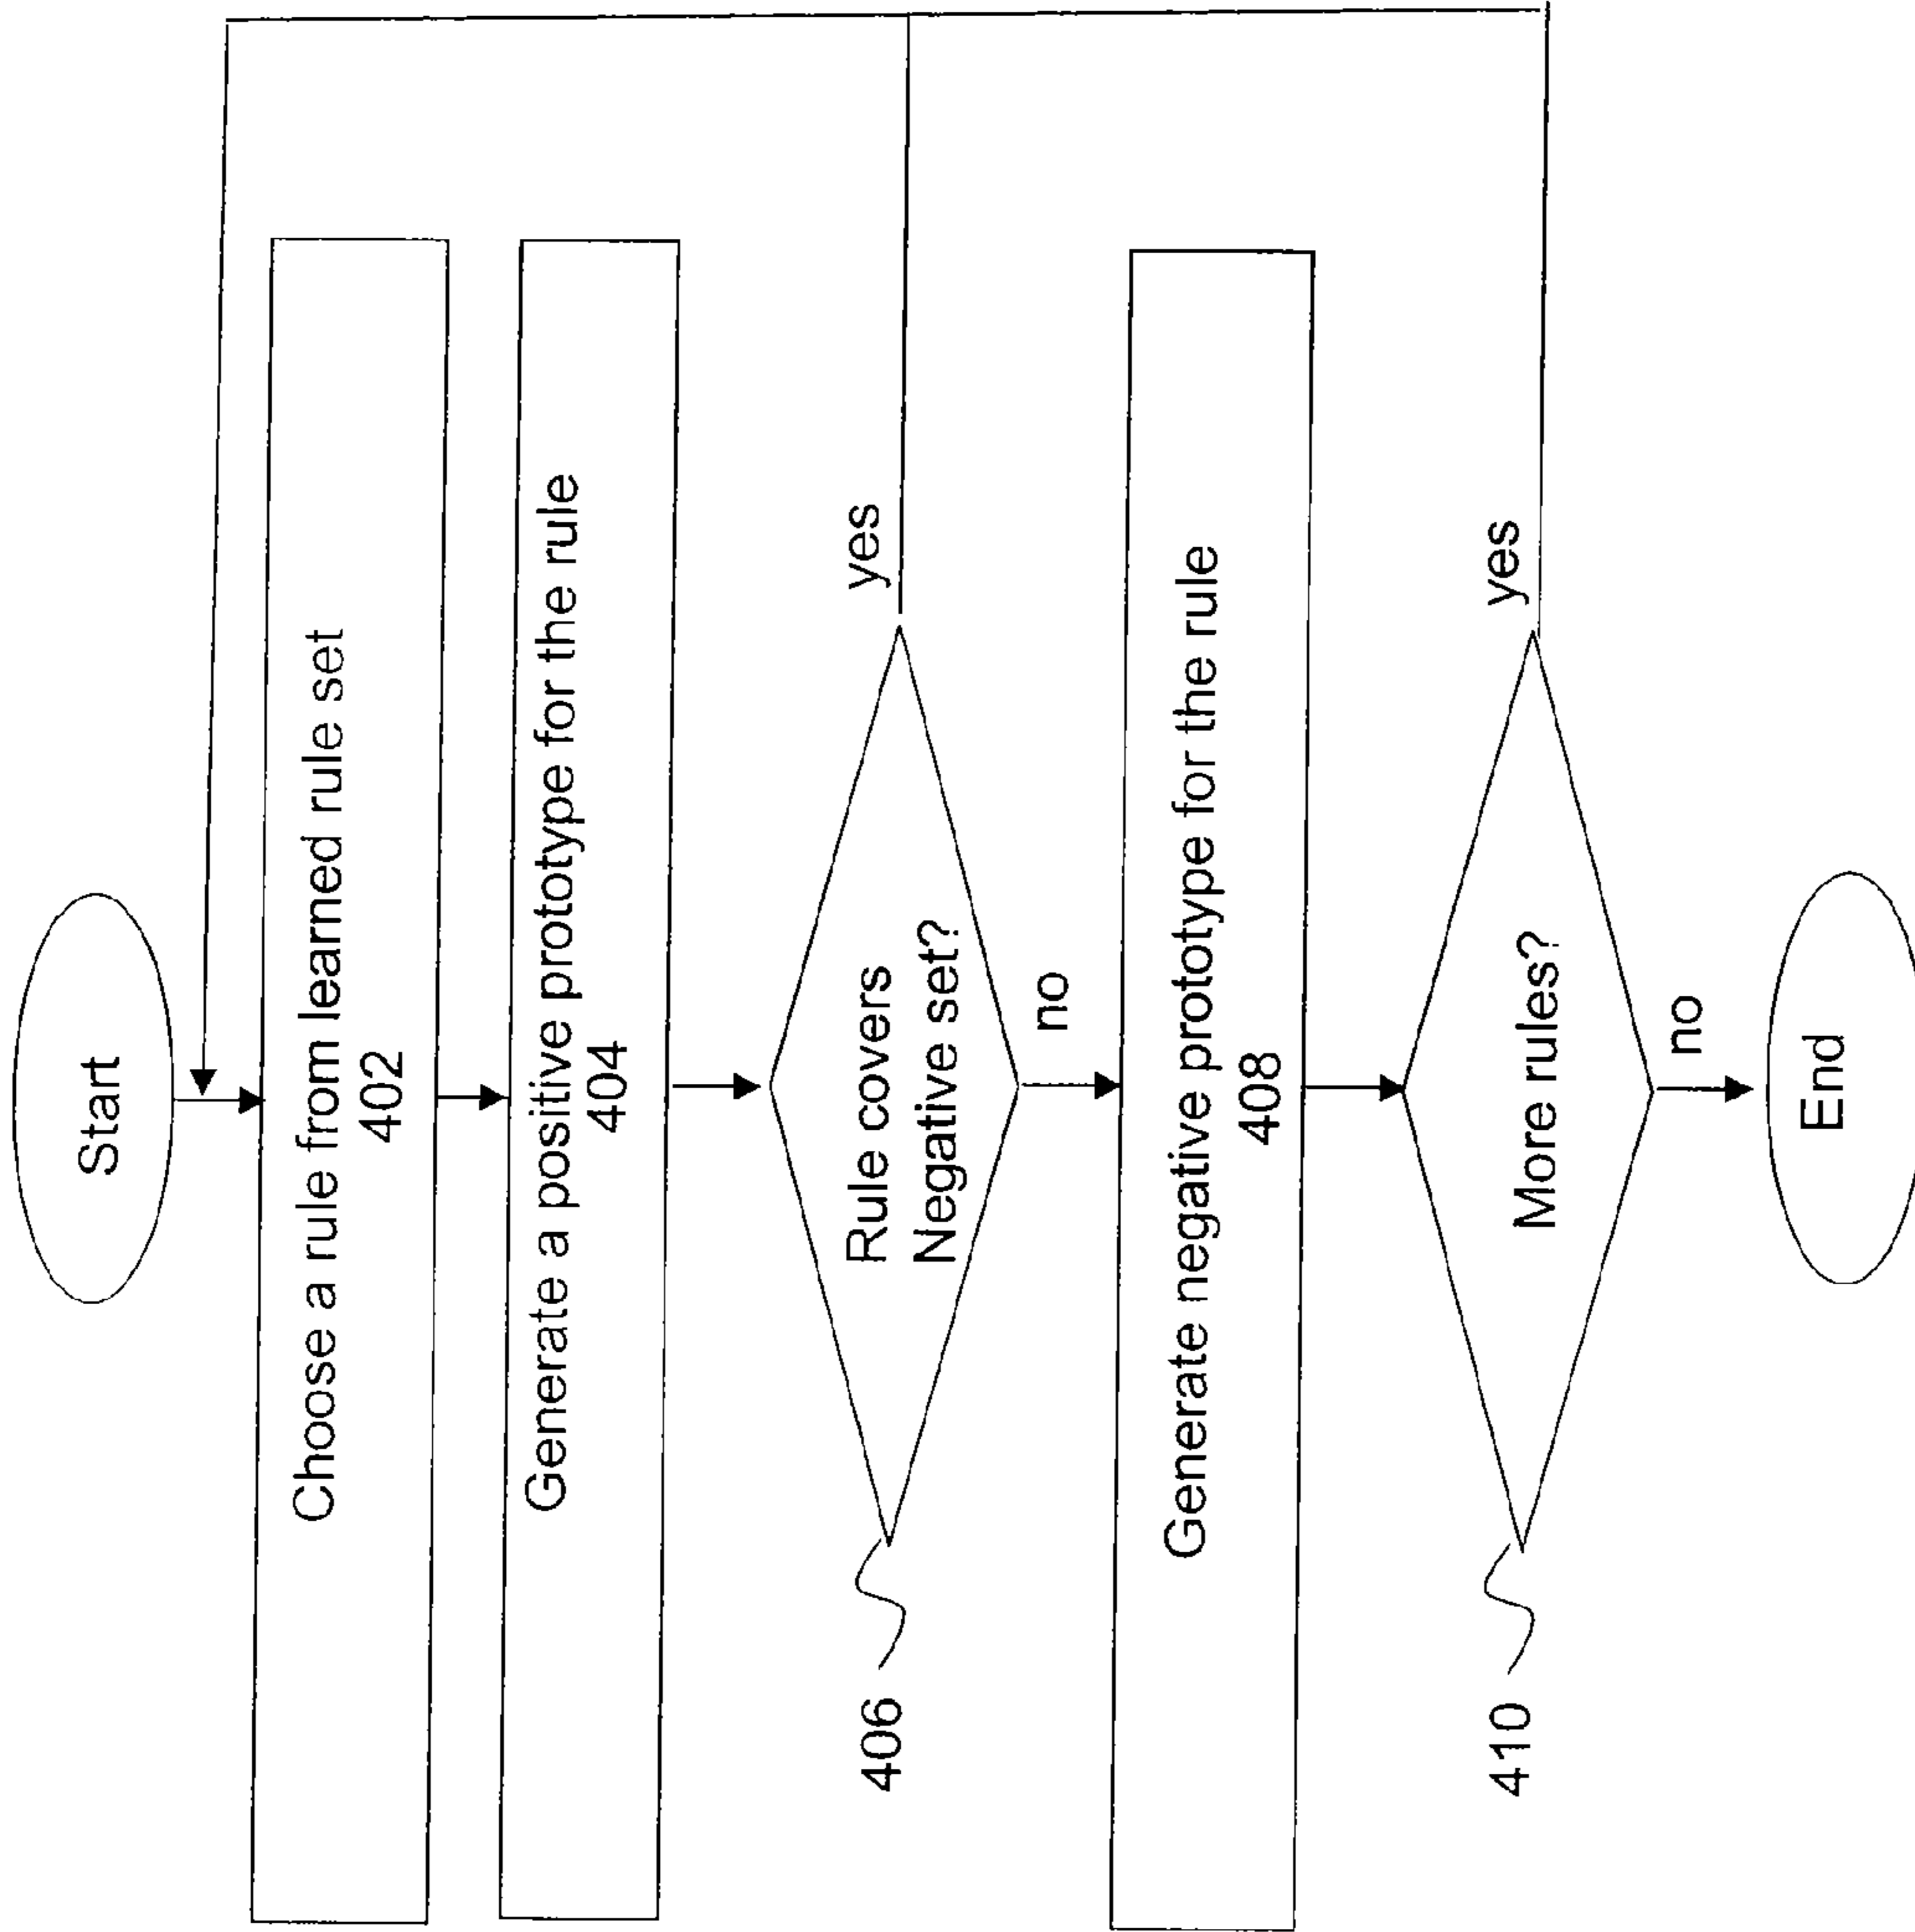 Start
Choose a rule from learned rule set
402
Generate a positive prototype for the rule
404
Rule covers
Negative set?
yes
no
406
Generate negative prototype for the rule
408
More rules?
yes
no
410
End